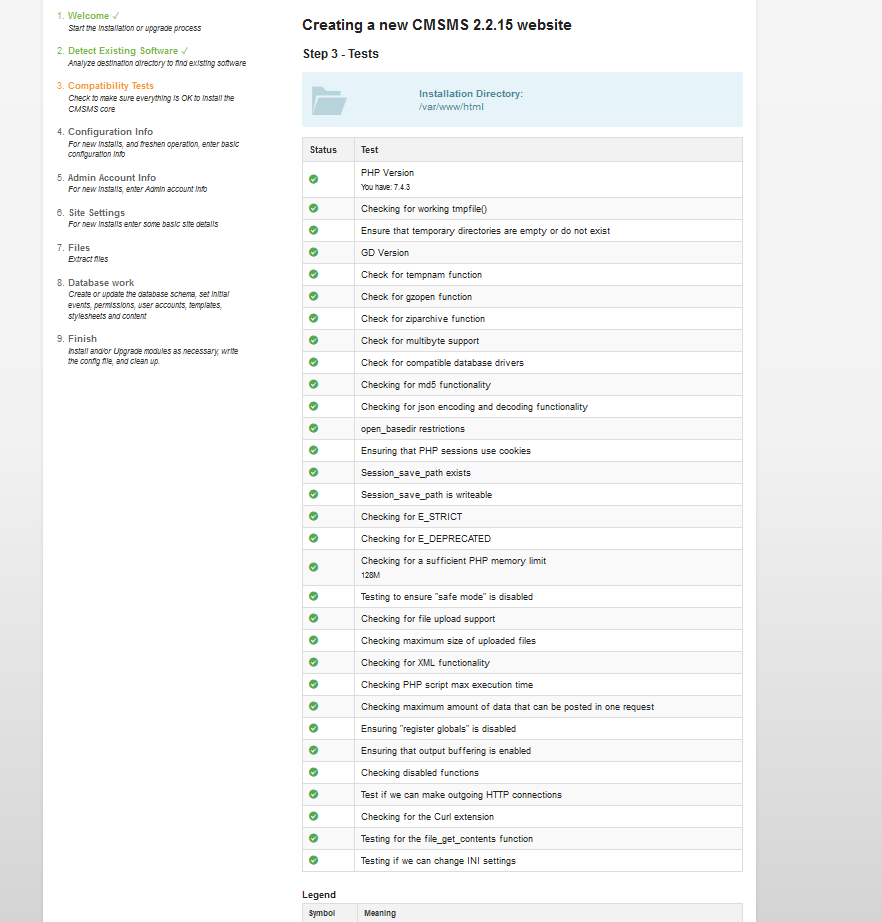 1. Welcome ✓
Start the installation or upgrade process
2. Detect Existing Software ✓
Analyze destination directory to find existing software
3. Compatibility Tests
Check to make sure everything is OK to install the
CMSMS core
4. Configuration Info
For new installs, and freshen operation, enter basic
configuration info
5. Admin Account Info
For new installs, enter Admin account info
6. Site Settings
For new installs enter some basic site details
7. Files
Extract files
8. Database work
Create or update the database schema, set initial
events, permissions, user accounts, templates,
stylesheets and content
9. Finish
Install and/or Upgrade modules as necessary, write
the config file, and clean up.
Creating a new CMSMS 2.2.15 website
Step 3 - Tests
Installation Directory:
/var/www/html
Status Test
PHP Version
You have: 7.4.3
Checking for working tmpfile()
Ensure that temporary directories are empty or do not exist
GD Version
Check for tempnam function
Check for gzopen function
Check for ziparchive function
Check for multibyte support
Check for compatible database drivers
Checking for md5 functionality
Checking for json encoding and decoding functionality
open_basedir restrictions
Ensuring that PHP sessions use cookies
Session_save_path exists
Session_save_path is writeable
Checking for E_STRICT
Checking for E_DEPRECATED
Checking for a sufficient PHP memory limit
128M
Testing to ensure "safe mode" is disabled
Checking for file upload support
Checking maximum size of uploaded files
Checking for XML functionality
Checking PHP script max execution time
Checking maximum amount of data that can be posted in one request
Ensuring "register globals" is disabled
Ensuring that output buffering is enabled
Checking disabled functions
Test if we can make outgoing HTTP connections
Checking for the Curl extension
Testing for the file_get_contents function
Testing if we can change INI settings
Legend
Symbol Meaning